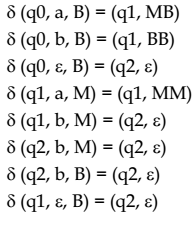 δ (q0, a, B) = (q1, MB)
δ (q0, b, B) = (q1, BB)
δ (q0, ε, B) = (q2, ε)
δ (q1, a, M) = (q1, MM)
δ (q1, b, M) = (q2, ε)
δ (q2, b, M) = (q2, ε)
δ (q2, b, B) = (q2, ε)
δ (q1, ε, B) = (q2, ε)